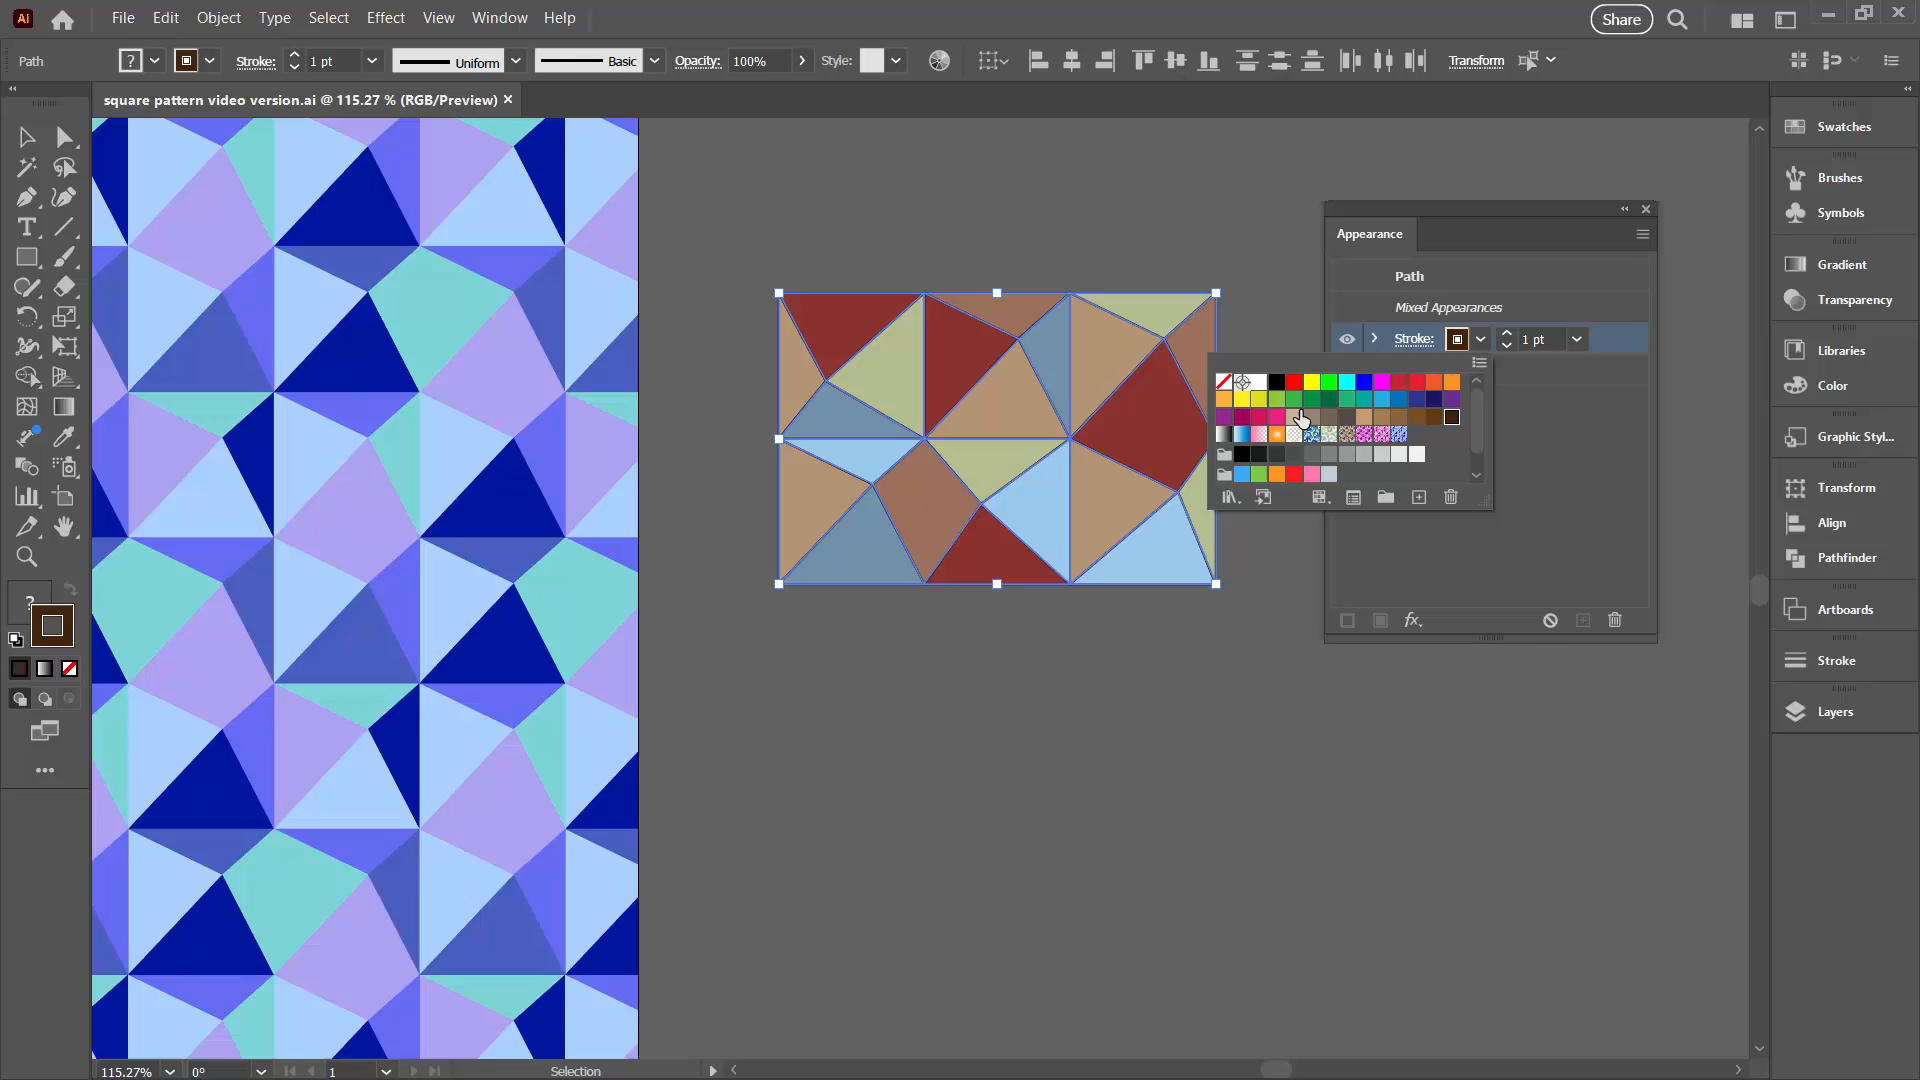 Ai File Edit Object Type Select Effect View Window Help Share
Path ? Stroke: 1 pt Uniform Basic Opacity: 100% Style: Transform
square pattern video version.ai @ 115.27 % (RGB/Preview) ×
Swatches
Brushes
Symbols
Appearance
Gradient
Path
Transparency
Mixed Appearances
Stroke: 1 pt
Libraries
Color
Graphic Styl...
Transform
Align
Pathfinder
?
Artboards
fx
Stroke
Layers
115.27% 0° 1 Selection